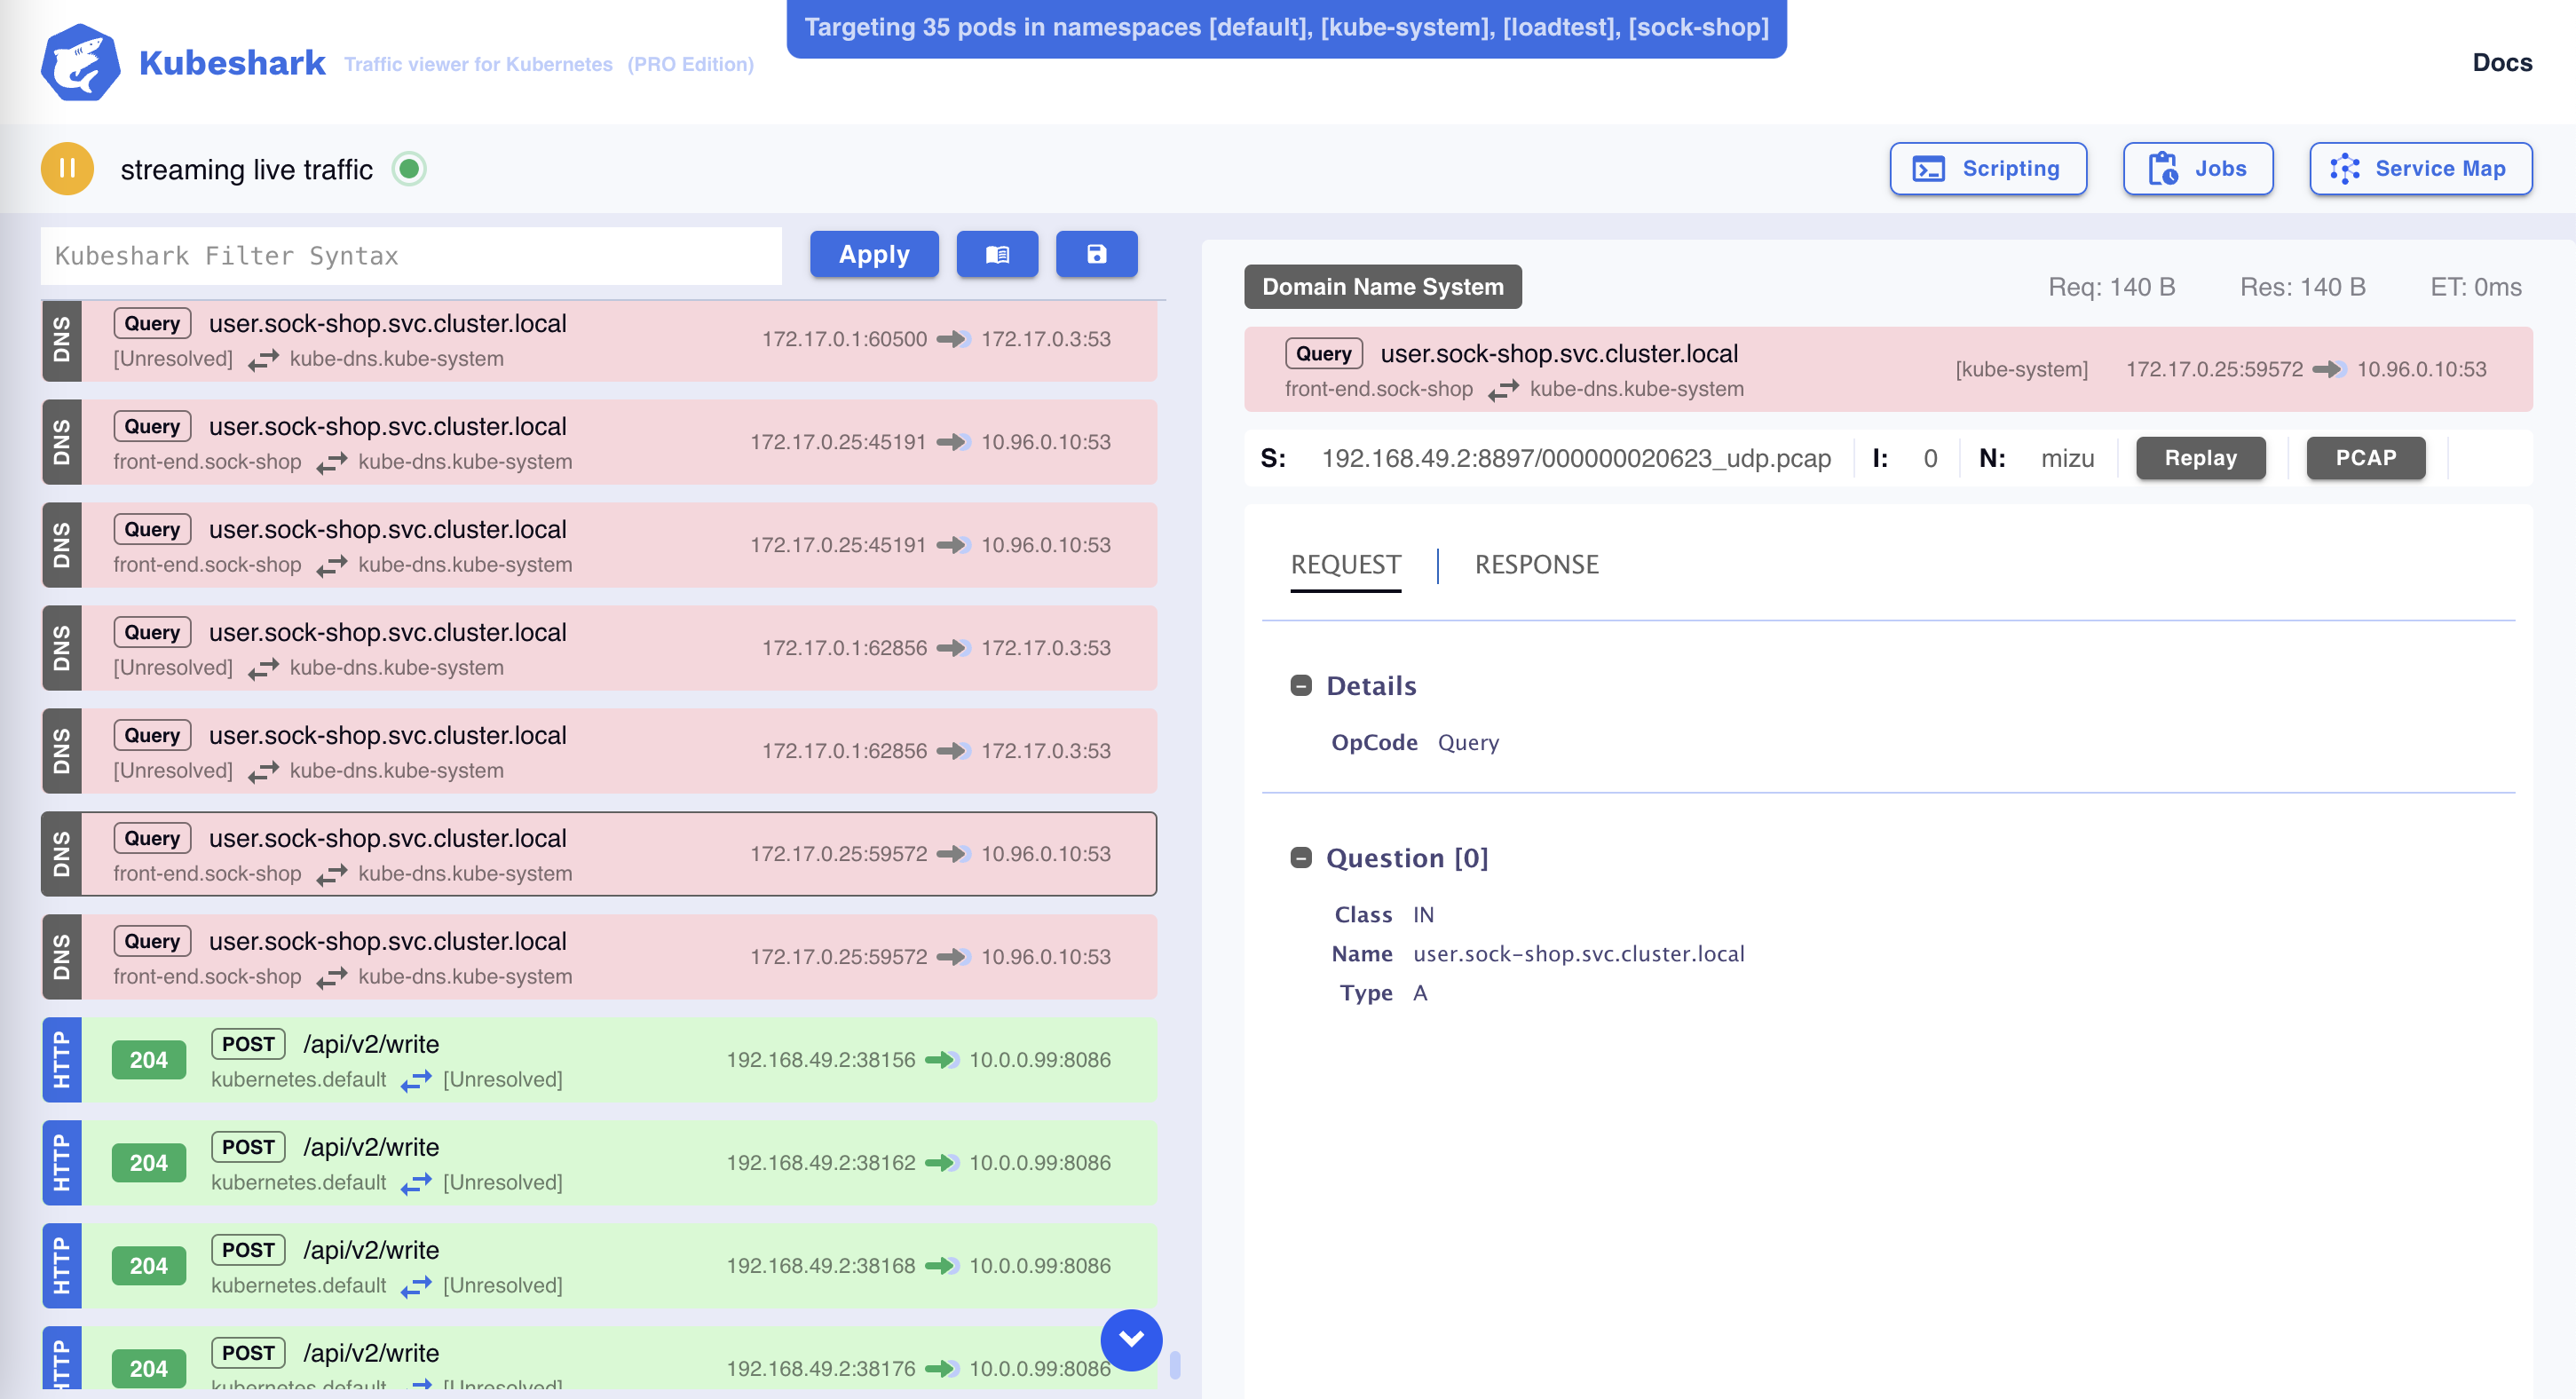 Targeting 35 pods in namespaces [default], [kube-system], [loadtest], [sock-shop]
Kubeshark Traffic viewer for Kubernetes (PRO Edition)
Docs
streaming live traffic
Scripting
Jobs
Service Map
Kubeshark Filter Syntax
Apply
DNS
Query user.sock-shop.svc.cluster.local
[Unresolved] kube-dns.kube-system
172.17.0.1:60500 172.17.0.3:53
DNS
Query user.sock-shop.svc.cluster.local
front-end.sock-shop kube-dns.kube-system
172.17.0.25:45191 10.96.0.10:53
DNS
Query user.sock-shop.svc.cluster.local
front-end.sock-shop kube-dns.kube-system
172.17.0.25:45191 10.96.0.10:53
DNS
Query user.sock-shop.svc.cluster.local
[Unresolved] kube-dns.kube-system
172.17.0.1:62856 172.17.0.3:53
DNS
Query user.sock-shop.svc.cluster.local
[Unresolved] kube-dns.kube-system
172.17.0.1:62856 172.17.0.3:53
DNS
Query user.sock-shop.svc.cluster.local
front-end.sock-shop kube-dns.kube-system
172.17.0.25:59572 10.96.0.10:53
DNS
Query user.sock-shop.svc.cluster.local
front-end.sock-shop kube-dns.kube-system
172.17.0.25:59572 10.96.0.10:53
HTTP
204
POST /api/v2/write
kubernetes.default [Unresolved]
192.168.49.2:38156 10.0.0.99:8086
HTTP
204
POST /api/v2/write
kubernetes.default [Unresolved]
192.168.49.2:38162 10.0.0.99:8086
HTTP
204
POST /api/v2/write
kubernetes.default [Unresolved]
192.168.49.2:38168 10.0.0.99:8086
HTTP
204
POST /api/v2/write
kubernetes.default [Unresolved]
192.168.49.2:38176 10.0.0.99:8086
Domain Name System
Req: 140 B Res: 140 B ET: 0ms
Query user.sock-shop.svc.cluster.local
front-end.sock-shop kube-dns.kube-system
[kube-system] 172.17.0.25:59572 10.96.0.10:53
S: 192.168.49.2:8897/000000020623_udp.pcap I: 0 N: mizu Replay PCAP
REQUEST RESPONSE
Details
OpCode Query
Question [0]
Class IN
Name user.sock-shop.svc.cluster.local
Type A